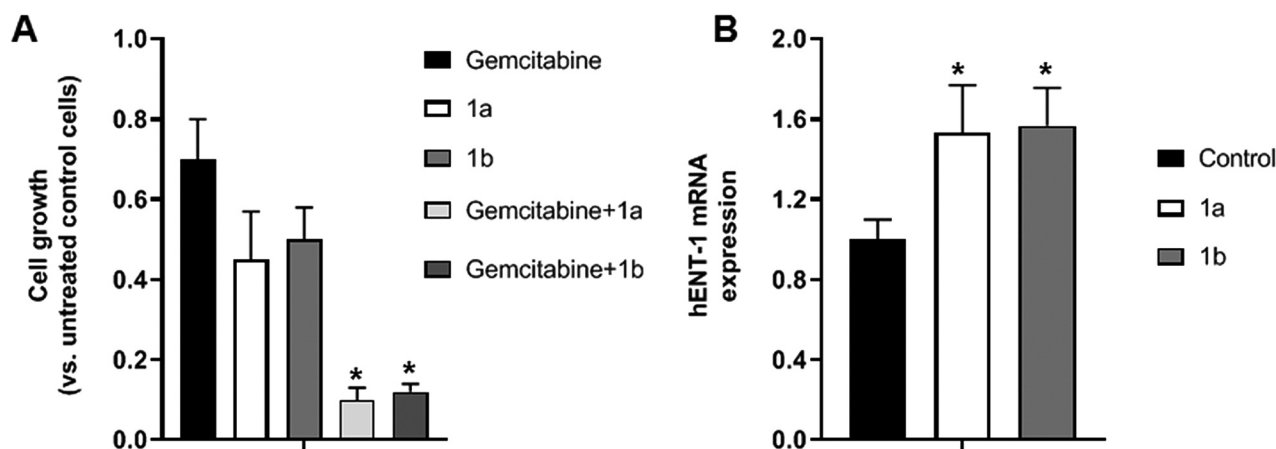 A
1.0
0.8
0.6
0.4
0.2
0.0
Cell growth
(vs. untreated control cells)
*
*
Gemcitabine
1a
1b
Gemcitabine+1a
Gemcitabine+1b
B
2.0
1.6
1.2
0.8
0.4
0.0
hENT-1 mRNA
expression
*
*
Control
1a
1b